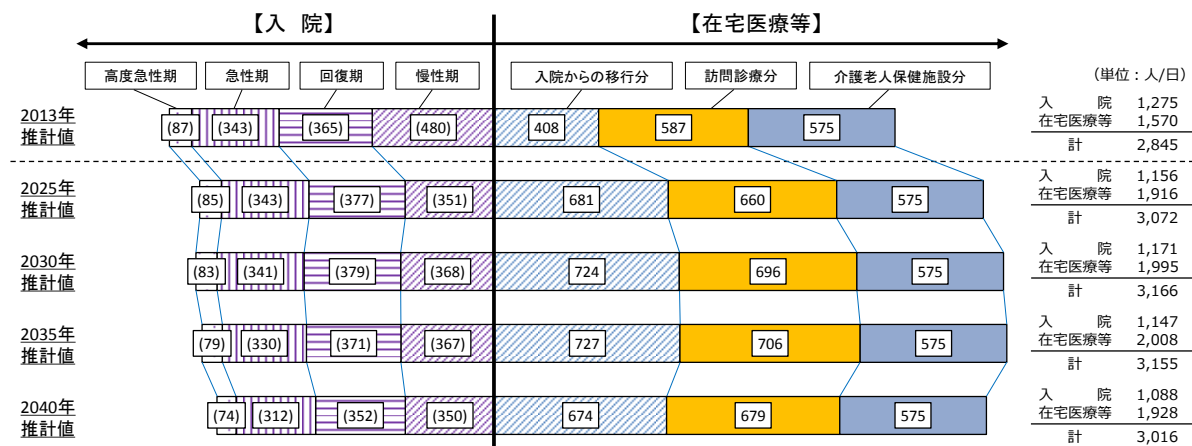 【入 院】 【在宅医療等】
高度急性期 急性期 回復期 慢性期 入院からの移行分 訪問診療分 介護老人保健施設分
(単位：人/日)
2013年
推計値
(87) (343) (365) (480) 408 587 575
入 院 1,275
在宅医療等 1,570
計 2,845
2025年
推計値
(85) (343) (377) (351) 681 660 575
入 院 1,156
在宅医療等 1,916
計 3,072
2030年
推計値
(83) (341) (379) (368) 724 696 575
入 院 1,171
在宅医療等 1,995
計 3,166
2035年
推計値
(79) (330) (371) (367) 727 706 575
入 院 1,147
在宅医療等 2,008
計 3,155
2040年
推計値
(74) (312) (352) (350) 674 679 575
入 院 1,088
在宅医療等 1,928
計 3,016